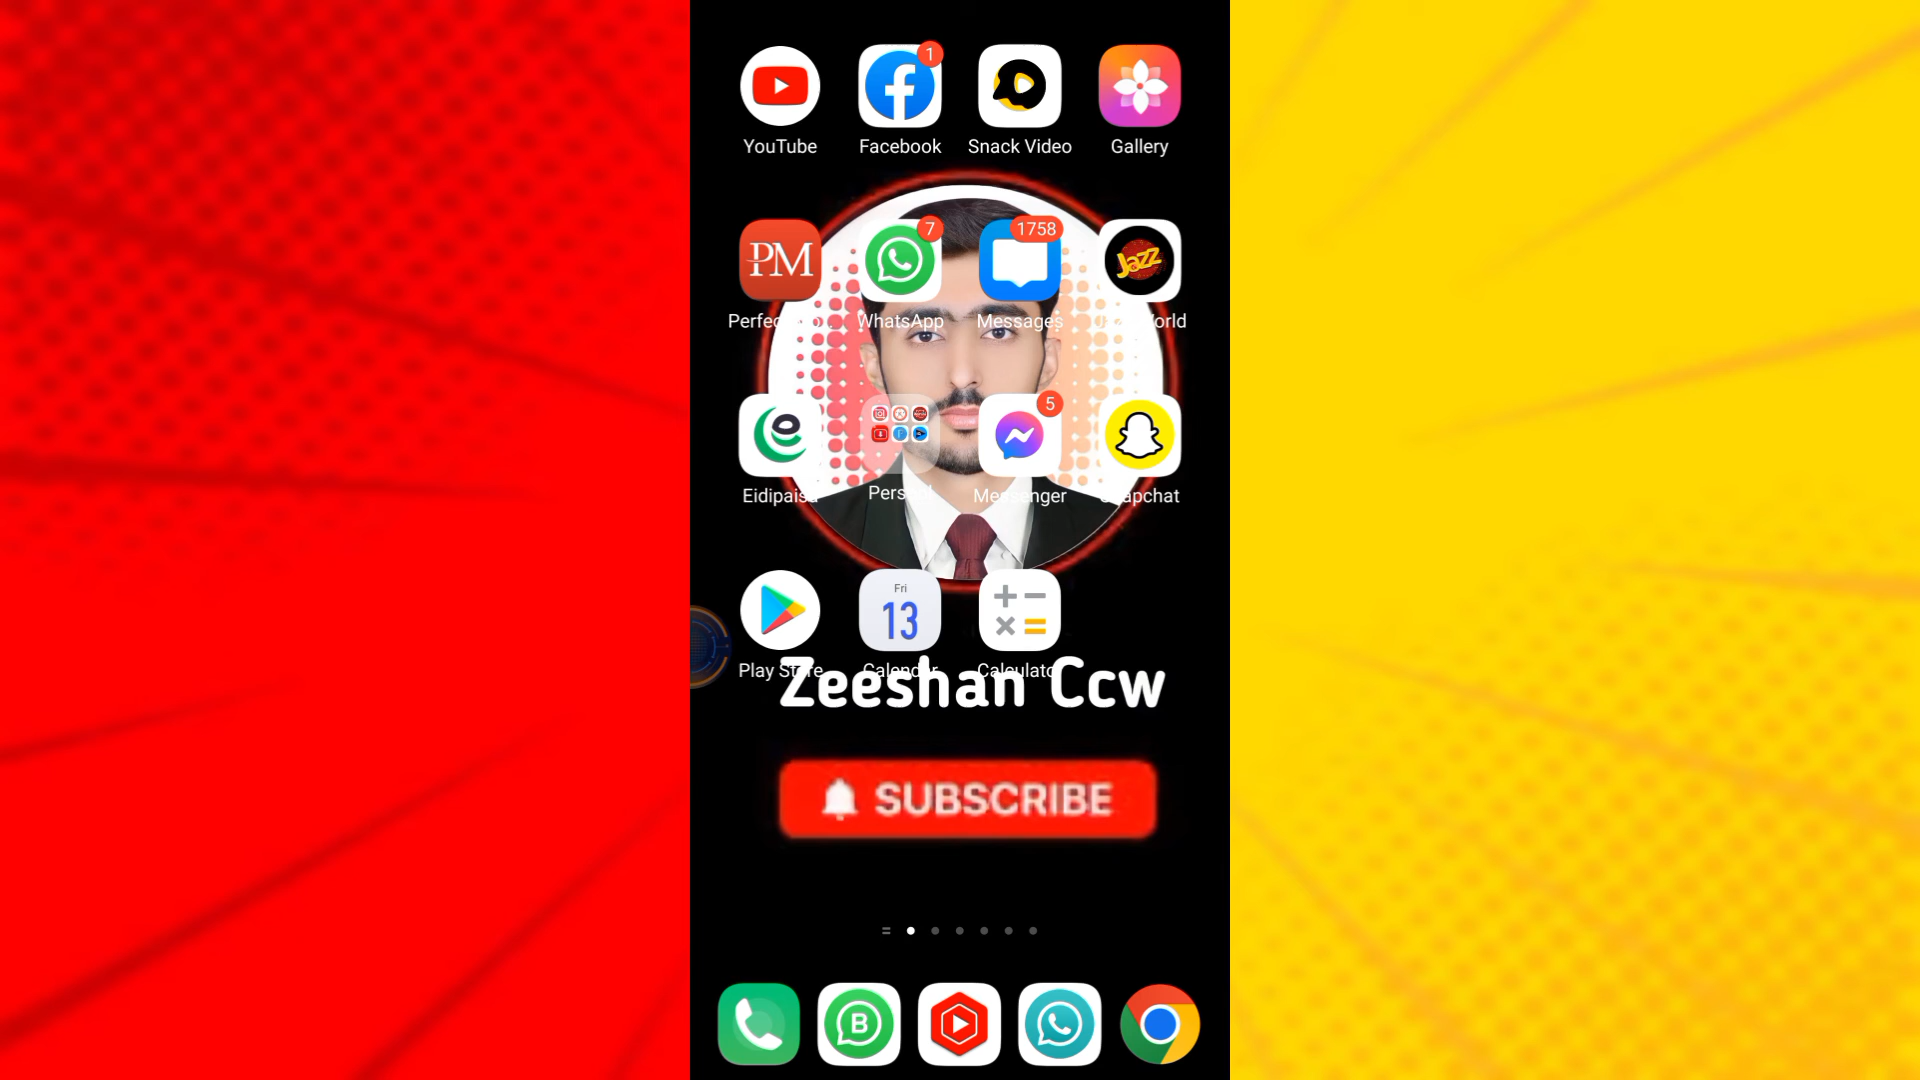 1
YouTube Facebook Snack Video Gallery
PM 7 1758 Jazz
WhatsApp Messages
5
Messenger
Fri
13
Play Store Calendar
Zeeshan Ccw
SUBSCRIBE
B